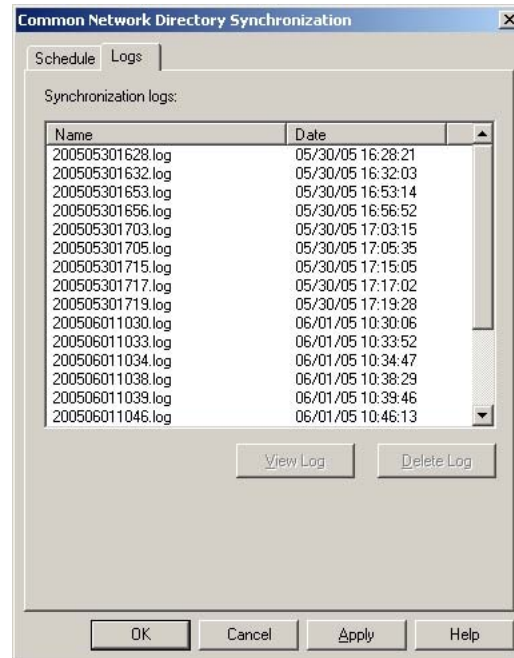 Common Network Directory Synchronization
Schedule Logs
Synchronization logs:
Name Date
200505301628.log 05/30/05 16:28:21
200505301632.log 05/30/05 16:32:03
200505301653.log 05/30/05 16:53:14
200505301656.log 05/30/05 16:56:52
200505301703.log 05/30/05 17:03:15
200505301705.log 05/30/05 17:05:35
200505301715.log 05/30/05 17:15:05
200505301717.log 05/30/05 17:17:02
200505301719.log 05/30/05 17:19:28
200506011030.log 06/01/05 10:30:06
200506011033.log 06/01/05 10:33:52
200506011034.log 06/01/05 10:34:47
200506011038.log 06/01/05 10:38:29
200506011039.log 06/01/05 10:39:46
200506011046.log 06/01/05 10:46:13
View Log Delete Log
OK Cancel Apply Help